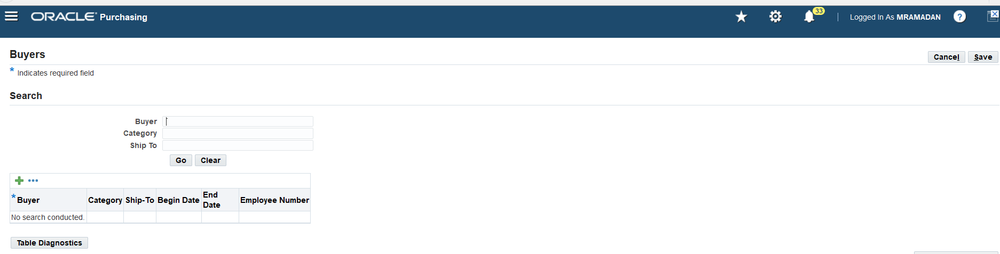 ORACLE Purchasing
33
Logged In As MRAMADAN
?
Buyers
Cancel Save
* Indicates required field
Search
Buyer
Category
Ship To
Go Clear
* Buyer Category Ship-To Begin Date End Date Employee Number
No search conducted.
Table Diagnostics